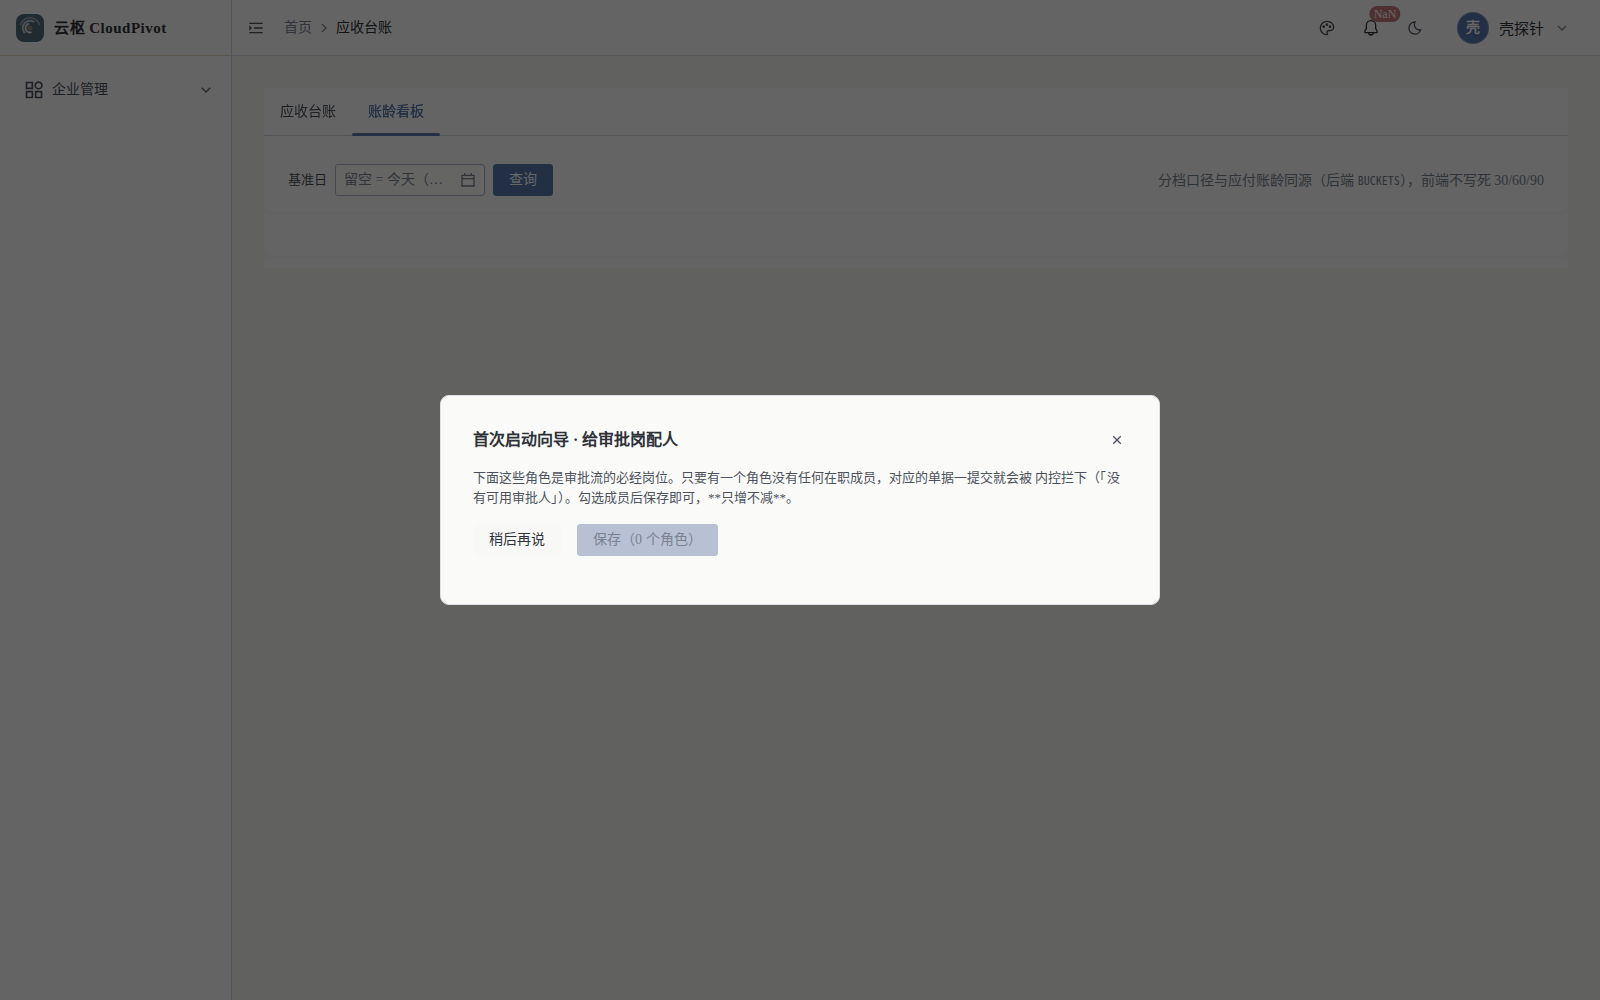 云枢 CloudPivot
首页 > 应收台账
NaN
壳 壳探针
企业管理
应收台账 账龄看板
基准日 留空 = 今天（… 查询
分档口径与应付账龄同源（后端 BUCKETS），前端不写死 30/60/90
首次启动向导 · 给审批岗配人
下面这些角色是审批流的必经岗位。只要有一个角色没有任何在职成员，对应的单据一提交就会被 内控拦下（「没
有可用审批人」）。勾选成员后保存即可，**只增不减**。
稍后再说 保存（0 个角色）